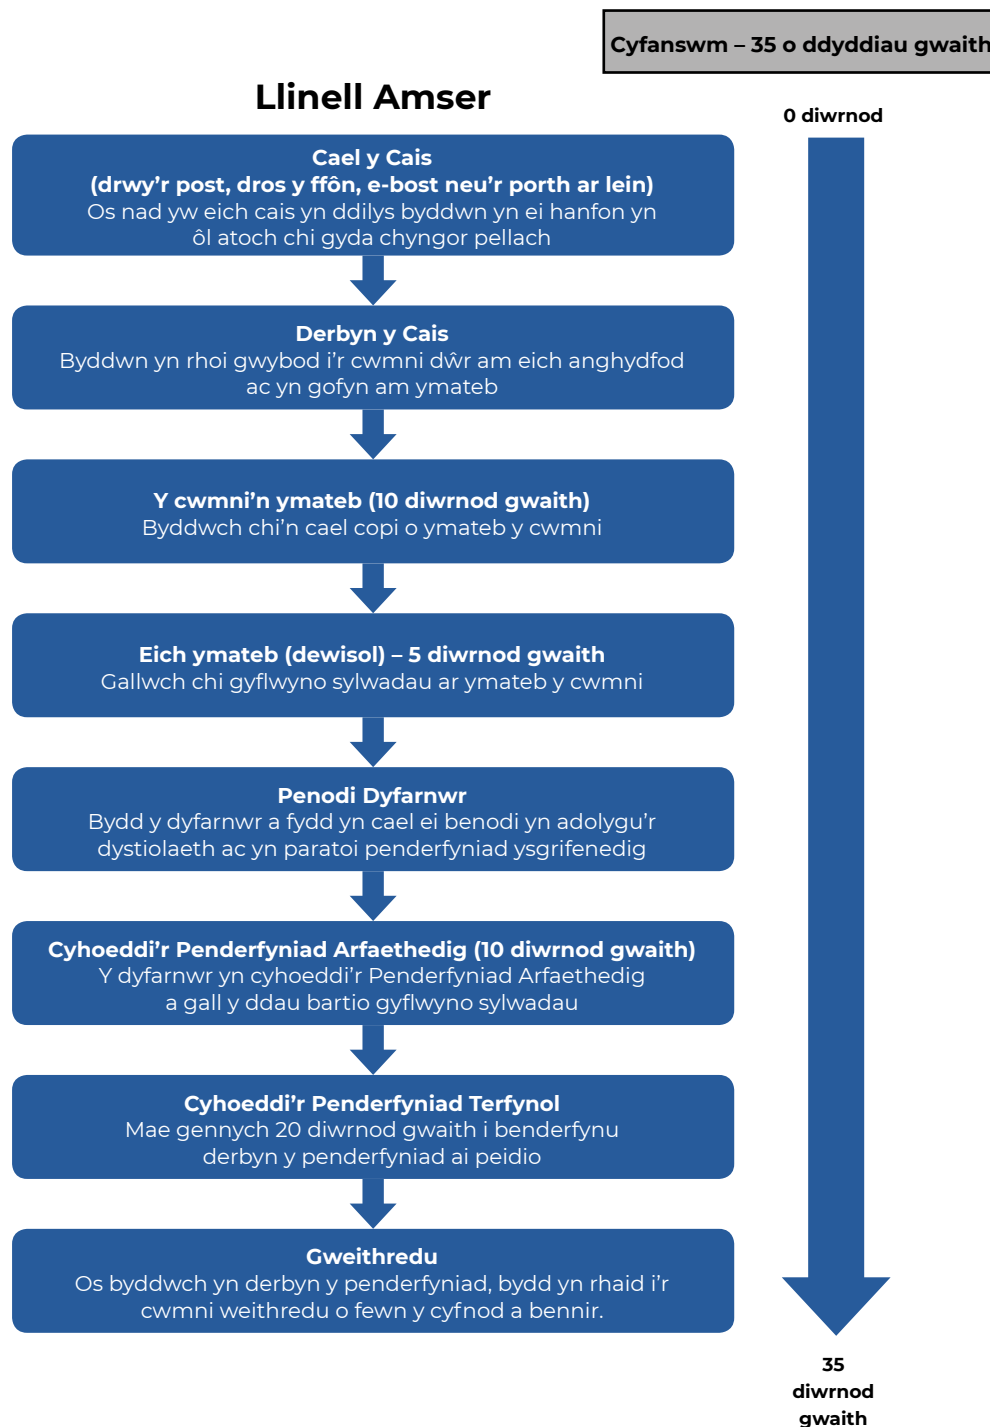 Cyfanswm – 35 o ddyddiau gwaith
Llinell Amser
0 diwrnod
Cael y Cais
(drwy’r post, dros y ffôn, e-bost neu’r porth ar lein)
Os nad yw eich cais yn ddilys byddwn yn ei hanfon yn
ôl atoch chi gyda chyngor pellach
Derbyn y Cais
Byddwn yn rhoi gwybod i’r cwmni dŵr am eich anghydfod
ac yn gofyn am ymateb
Y cwmni’n ymateb (10 diwrnod gwaith)
Byddwch chi’n cael copi o ymateb y cwmni
Eich ymateb (dewisol) – 5 diwrnod gwaith
Gallwch chi gyflwyno sylwadau ar ymateb y cwmni
Penodi Dyfarnwr
Bydd y dyfarnwr a fydd yn cael ei benodi yn adolygu’r
dystiolaeth ac yn paratoi penderfyniad ysgrifenedig
Cyhoeddi’r Penderfyniad Arfaethedig (10 diwrnod gwaith)
Y dyfarnwr yn cyhoeddi’r Penderfyniad Arfaethedig
a gall y ddau bartio gyflwyno sylwadau
Cyhoeddi’r Penderfyniad Terfynol
Mae gennych 20 diwrnod gwaith i benderfynu
derbyn y penderfyniad ai peidio
Gweithredu
Os byddwch yn derbyn y penderfyniad, bydd yn rhaid i’r
cwmni weithredu o fewn y cyfnod a bennir.
35
diwrnod
gwaith